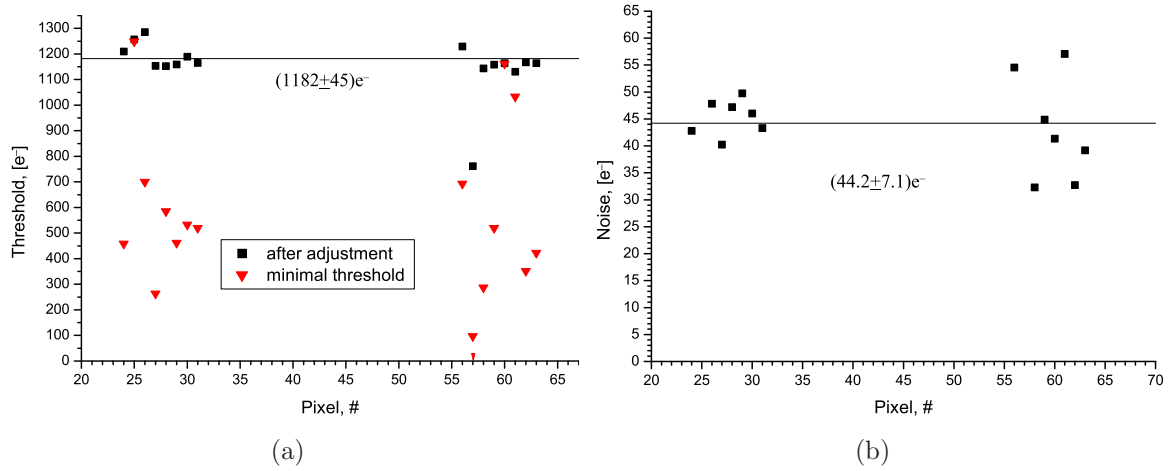 1300
1200
1100
1000
900
800
700
600
500
400
300
200
100
0
Threshold, [e⁻]
(1182±45)e⁻
after adjustment
minimal threshold
20 25 30 35 40 45 50 55 60 65
Pixel, #
(a)
65
60
55
50
45
40
35
30
25
20
15
10
5
0
Noise, [e⁻]
(44.2±7.1)e⁻
20 25 30 35 40 45 50 55 60 65 70
Pixel, #
(b)